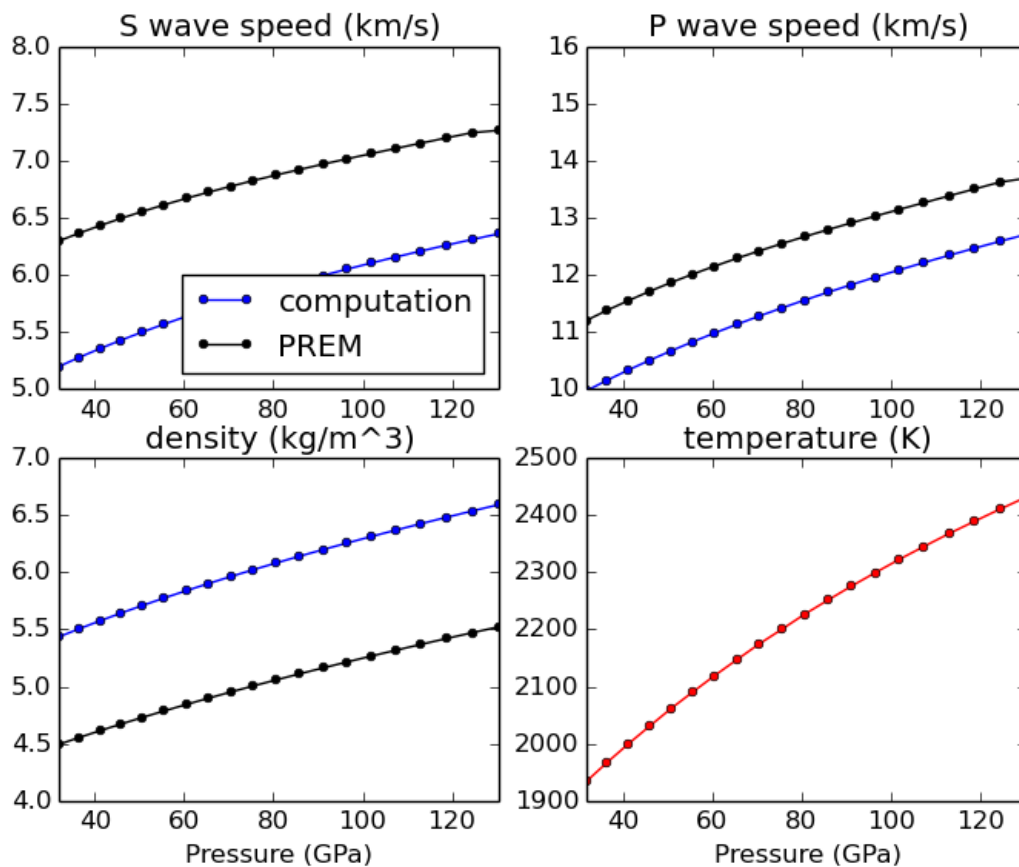 S wave speed (km/s)
P wave speed (km/s)
8.0
7.5
7.0
6.5
6.0
5.5
5.0
computation
PREM
40 60 80 100 120
16
15
14
13
12
11
10
40 60 80 100 120
density (kg/m^3)
temperature (K)
7.0
6.5
6.0
5.5
5.0
4.5
4.0
40 60 80 100 120
Pressure (GPa)
2500
2400
2300
2200
2100
2000
1900
40 60 80 100 120
Pressure (GPa)